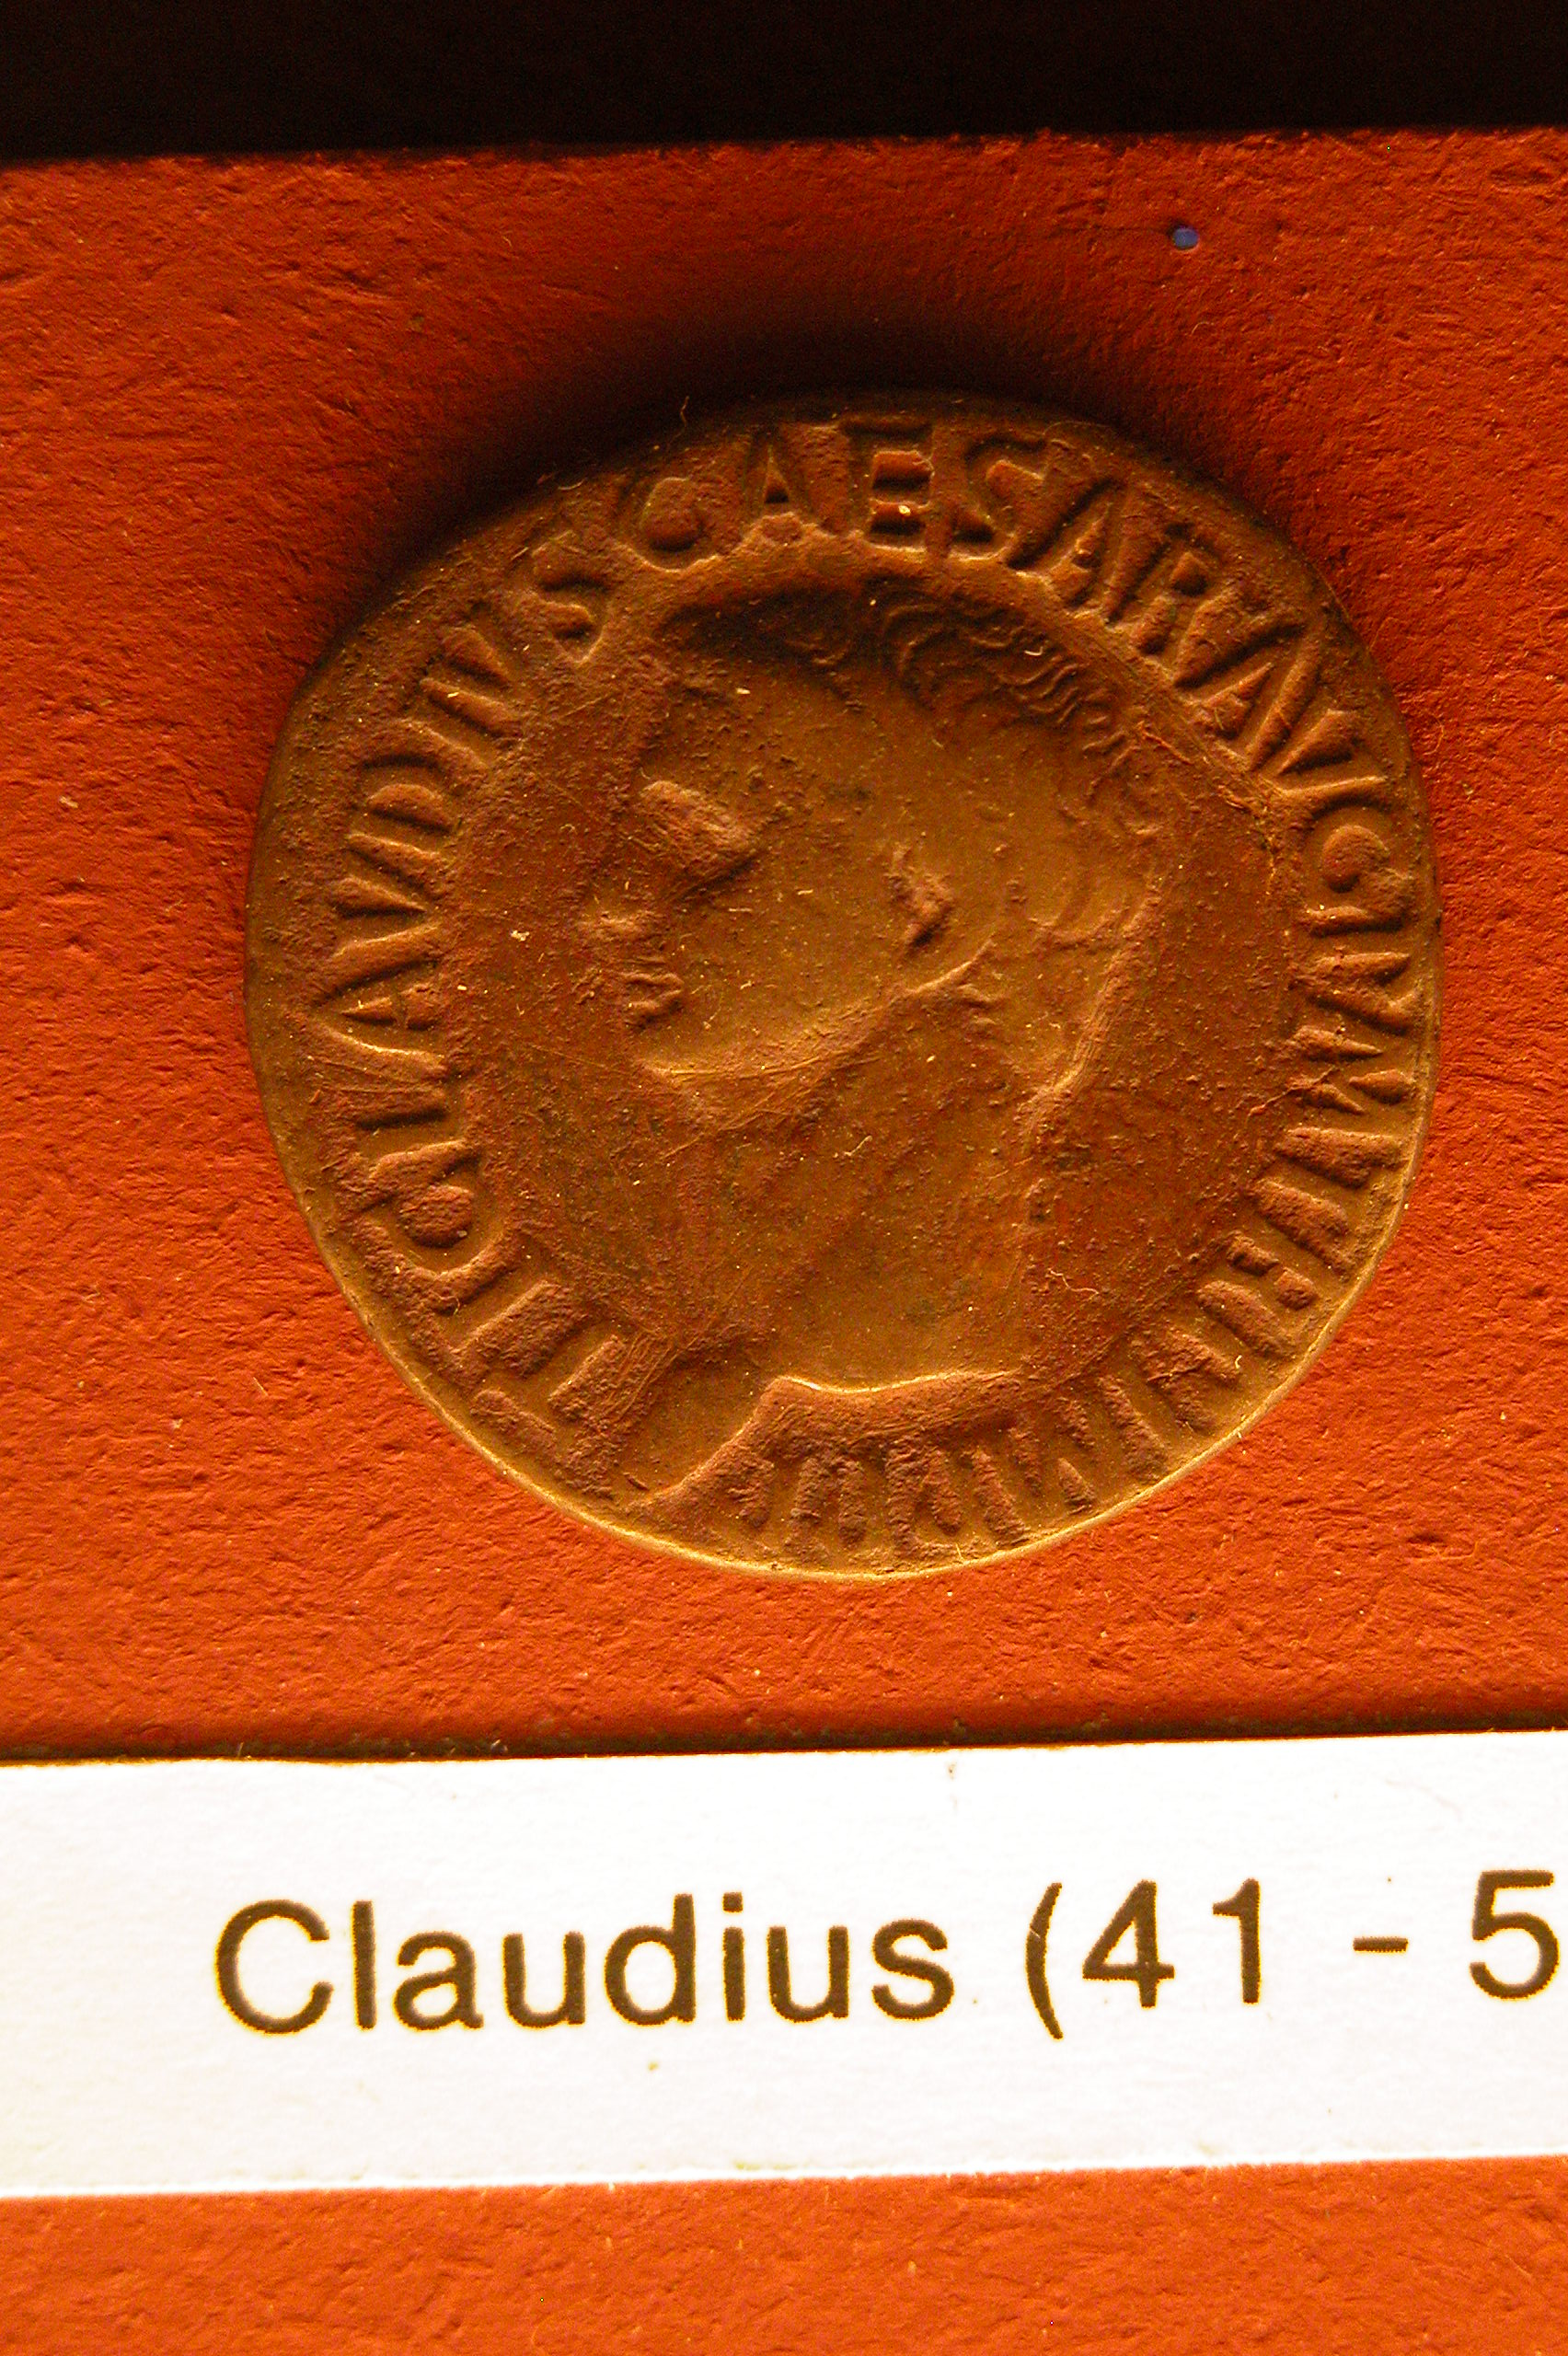 TI CLAVDIVS CAESAR AVG P M TR P IMP
Claudius (41 - 5